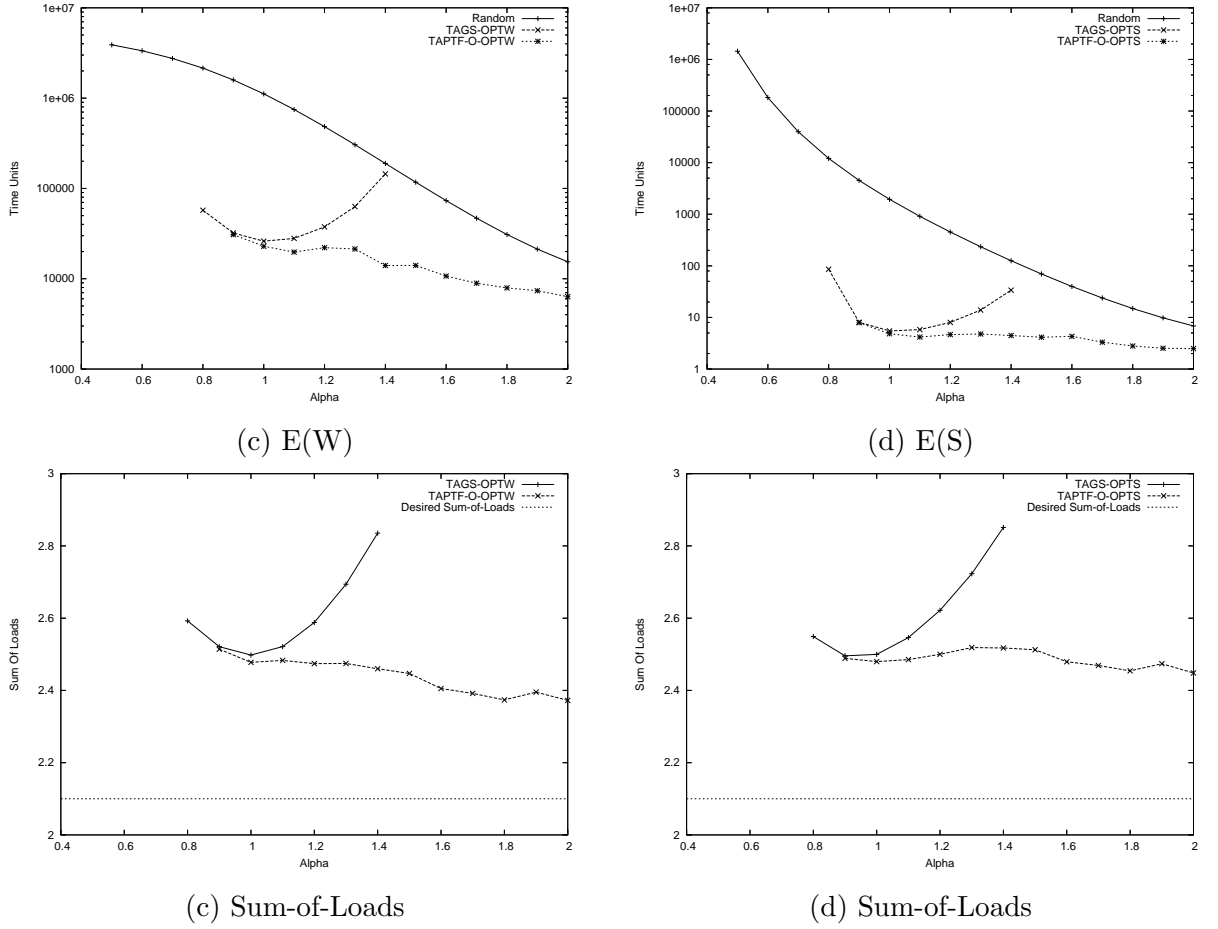 1e+07
1e+06
100000
10000
1000
0.4 0.6 0.8 1 1.2 1.4 1.6 1.8 2
Time Units
Alpha
Random
TAGS-OPTW
TAPTF-O-OPTW
(c) E(W)
1e+07
1e+06
100000
10000
1000
100
10
1
0.4 0.6 0.8 1 1.2 1.4 1.6 1.8 2
Time Units
Alpha
Random
TAGS-OPTS
TAPTF-O-OPTS
(d) E(S)
3
2.8
2.6
2.4
2.2
2
0.4 0.6 0.8 1 1.2 1.4 1.6 1.8 2
Sum Of Loads
Alpha
TAGS-OPTW
TAPTF-O-OPTW
Desired Sum-of-Loads
(c) Sum-of-Loads
3
2.8
2.6
2.4
2.2
2
0.4 0.6 0.8 1 1.2 1.4 1.6 1.8 2
Sum Of Loads
Alpha
TAGS-OPTS
TAPTF-O-OPTS
Desired Sum-of-Loads
(d) Sum-of-Loads